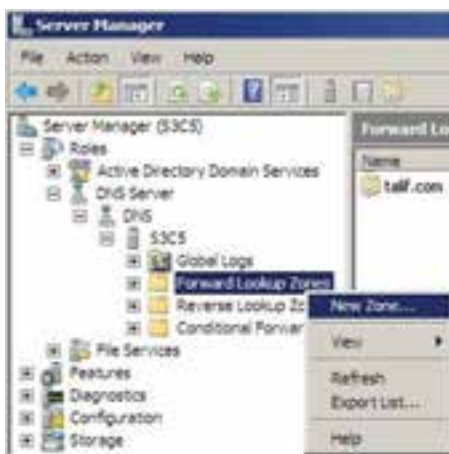 Server Manager
File Action View Help
Server Manager (S3C5)
Roles
Active Directory Domain Services
DNS Server
DNS
S3C5
Global Logs
Forward Lookup Zones
Reverse Lookup Zo
Conditional Forwar
File Services
Features
Diagnostics
Configuration
Storage
Forward Lo
Name
talif.com
New Zone...
View
Refresh
Export List...
Help